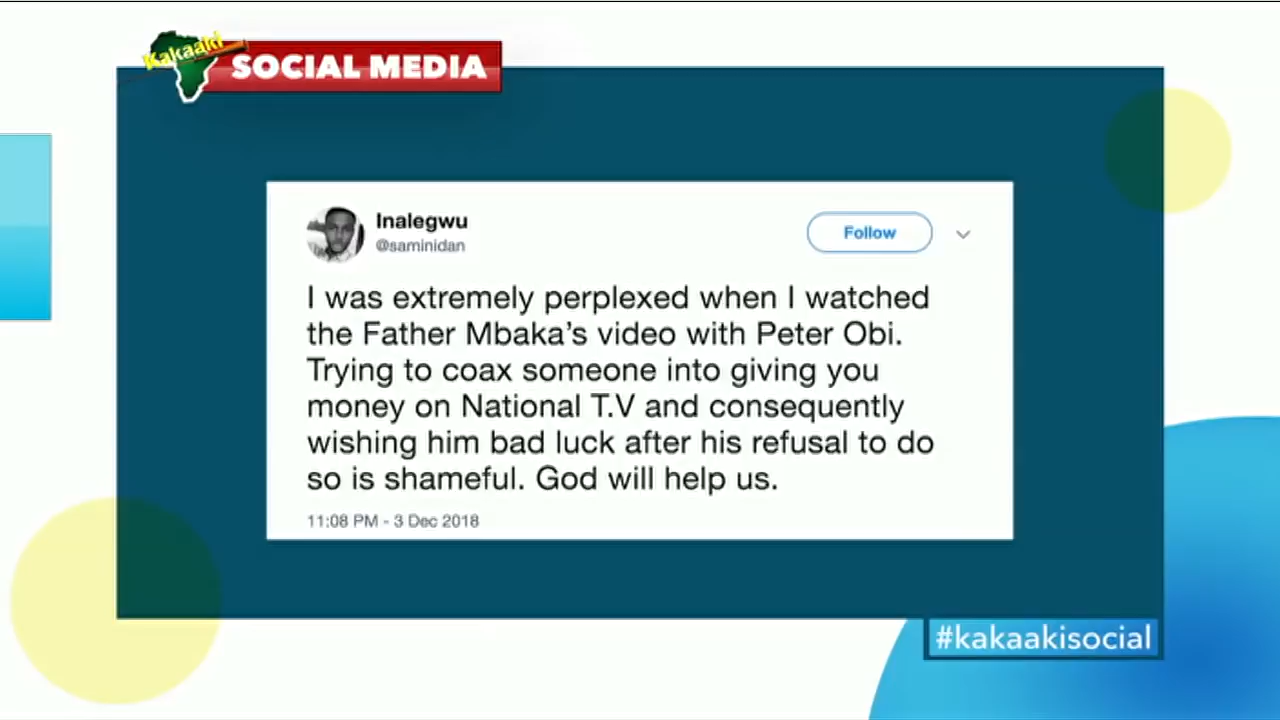 Kakaaki
SOCIAL MEDIA
Inalegwu
@saminidan
Follow
I was extremely perplexed when I watched
the Father Mbaka's video with Peter Obi.
Trying to coax someone into giving you
money on National T.V and consequently
wishing him bad luck after his refusal to do
so is shameful. God will help us.
11:08 PM - 3 Dec 2018
#kakaakisocial